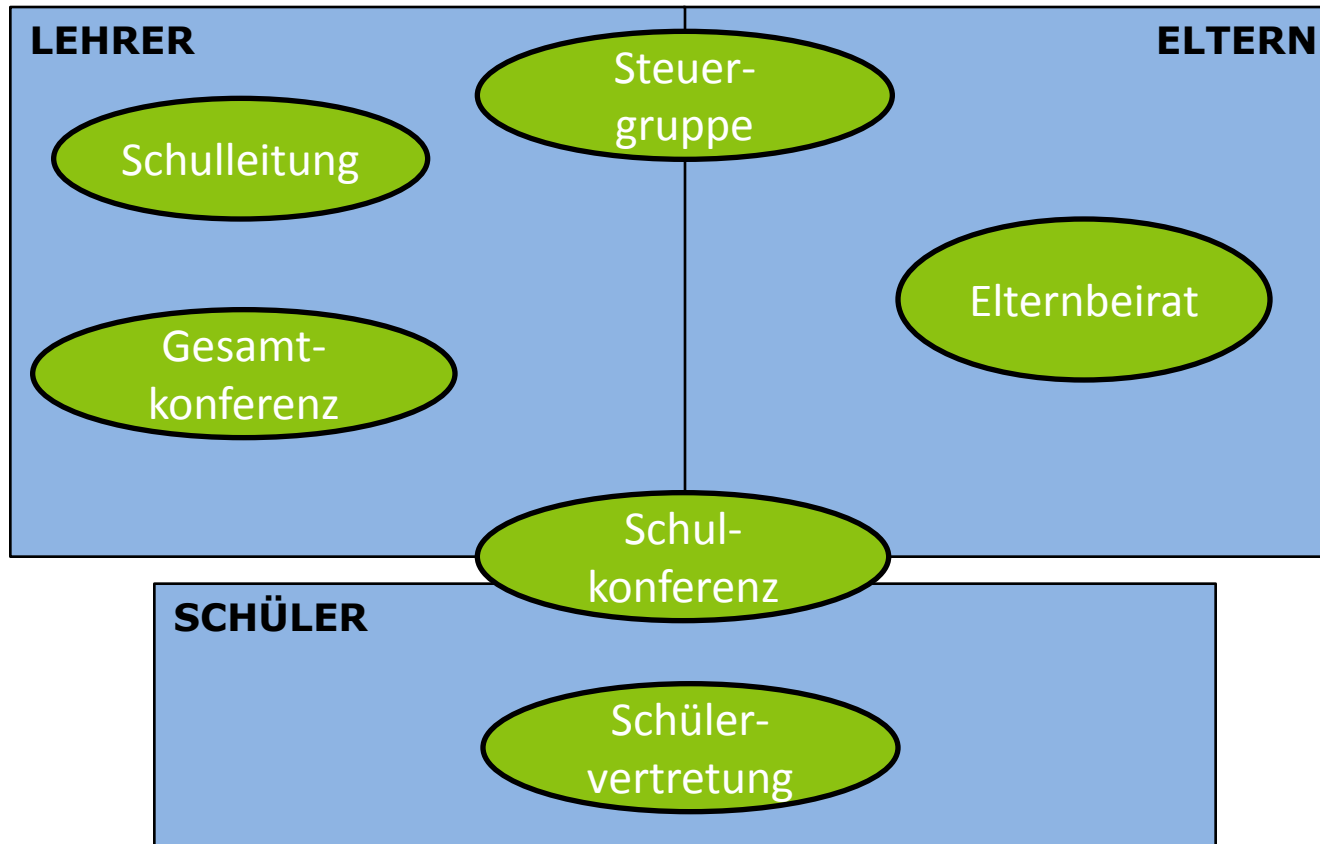 LEHRER
ELTERN
Steuer-
gruppe
Schulleitung
Elternbeirat
Gesamt-
konferenz
Schul-
konferenz
SCHÜLER
Schüler-
vertretung